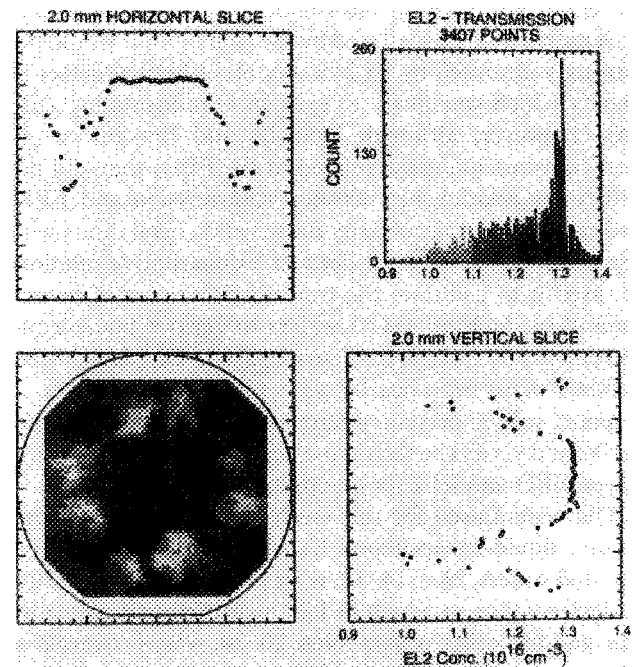 2.0 mm HORIZONTAL SLICE
EL2 - TRANSMISSION
3407 POINTS
260
130
0
COUNT
0.9 1.0 1.1 1.2 1.3 1.4
2.0 mm VERTICAL SLICE
0.9 1.0 1.1 1.2 1.3 1.4
EL2 Conc. (10^16 cm^-3)